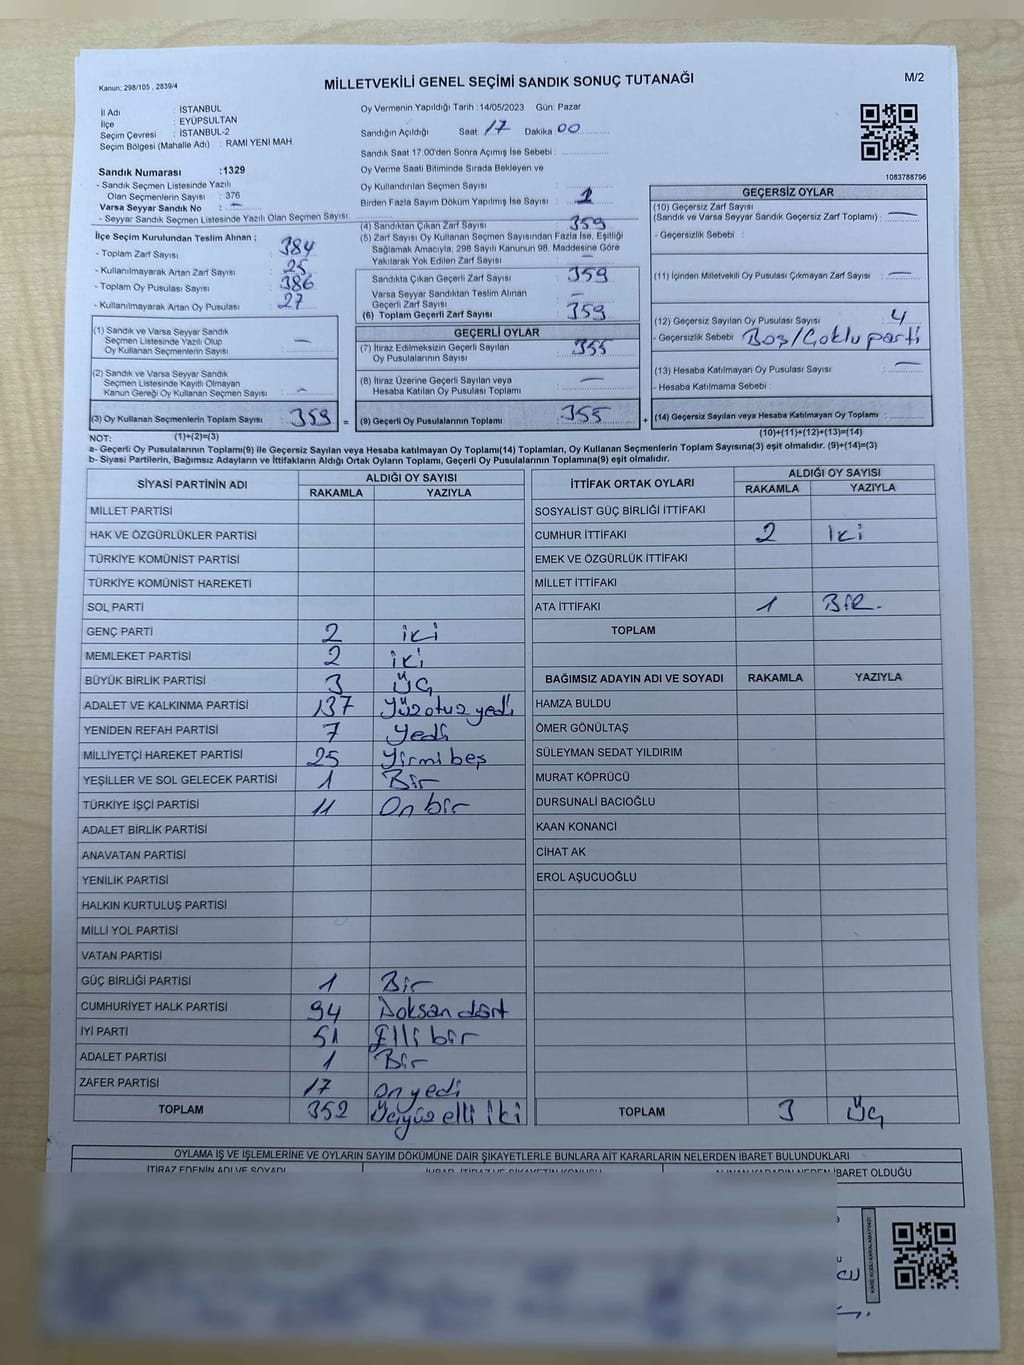 Kanun; 298/105 , 2839/4
MİLLETVEKİLİ GENEL SEÇİMİ SANDIK SONUÇ TUTANAĞI
M/2
İl Adı : İSTANBUL
İlçe : EYÜPSULTAN
Seçim Çevresi : İSTANBUL-2
Seçim Bölgesi (Mahalle Adı) : RAMİ YENİ MAH.
Oy Vermenin Yapıldığı Tarih :14/05/2023 Gün: Pazar
Sandığın Açıldığı Saat 17 Dakika 00
Sandık Saat 17:00'den Sonra Açımış İse Sebebi :
Oy Verme Saati Bitiminde Sırada Bekleyen ve
Oy Kullandırılan Seçmen Sayısı :
Birden Fazla Sayım Döküm Yapılmış İse Sayısı : 1
1083788796
Sandık Numarası :1329
- Sandık Seçmen Listesinde Yazılı
Olan Seçmenlerin Sayısı : 376
Varsa Seyyar Sandık No : —
- Seyyar Sandık Seçmen Listesinde Yazılı Olan Seçmen Sayısı:
İlçe Seçim Kurulundan Teslim Alınan ;
- Toplam Zarf Sayısı : 384
- Kullanılmayarak Artan Zarf Sayısı : 25
- Toplam Oy Pusulası Sayısı : 386
- Kullanılmayarak Artan Oy Pusulası : 27
(1) Sandık ve Varsa Seyyar Sandık
Seçmen Listesinde Yazılı Olup
Oy Kullanan Seçmenlerin Sayısı : —
(2) Sandık ve Varsa Seyyar Sandık
Seçmen Listesinde Kayıtlı Olmayan
Kanun Gereği Oy Kullanan Seçmen Sayısı : —
(3) Oy Kullanan Seçmenlerin Toplam Sayısı : 359 =
(4) Sandıktan Çıkan Zarf Sayısı : 359
(5) Zarf Sayısı Oy Kullanan Seçmen Sayısından Fazla İse, Eşitliği
Sağlamak Amacıyla, 298 Sayılı Kanunun 98. Maddesine Göre
Yakılarak Yok Edilen Zarf Sayısı : —
Sandıkta Çıkan Geçerli Zarf Sayısı : 359
Varsa Seyyar Sandıktan Teslim Alınan
Geçerli Zarf Sayısı : —
(6) Toplam Geçerli Zarf Sayısı : 359
GEÇERLİ OYLAR
(7) İtiraz Edilmeksizin Geçerli Sayılan
Oy Pusulalarının Sayısı : 355
(8) İtiraz Üzerine Geçerli Sayılan veya
Hesaba Katılan Oy Pusulası Toplamı : —
(9) Geçerli Oy Pusulalarının Toplamı : 355 +
GEÇERSİZ OYLAR
(10) Geçersiz Zarf Sayısı
(Sandık ve Varsa Seyyar Sandık Geçersiz Zarf Toplamı) : —
- Geçersizlik Sebebi :
(11) İçinden Milletvekili Oy Pusulası Çıkmayan Zarf Sayısı : —
(12) Geçersiz Sayılan Oy Pusulası Sayısı : 4
- Geçersizlik Sebebi : Boş/Çoklu parti
(13) Hesaba Katılmayan Oy Pusulası Sayısı : —
- Hesaba Katılmama Sebebi :
(14) Geçersiz Sayılan veya Hesaba Katılmayan Oy Toplamı :
NOT: (1)+(2)=(3)
(10)+(11)+(12)+(13)=(14)
a- Geçerli Oy Pusulalarının Toplamı(9) ile Geçersiz Sayılan veya Hesaba katılmayan Oy Toplamı(14) Toplamları, Oy Kullanan Seçmenlerin Toplam Sayısına(3) eşit olmalıdır. (9)+(14)=(3)
b- Siyasi Partilerin, Bağımsız Adayların ve İttifakların Aldığı Ortak Oyların Toplamı, Geçerli Oy Pusulalarının Toplamına(9) eşit olmalıdır.
SİYASİ PARTİNİN ADI ALDIĞI OY SAYISI
RAKAMLA YAZIYLA
MİLLET PARTİSİ
HAK VE ÖZGÜRLÜKLER PARTİSİ
TÜRKİYE KOMÜNİST PARTİSİ
TÜRKİYE KOMÜNİST HAREKETİ
SOL PARTİ
GENÇ PARTİ 2 iki
MEMLEKET PARTİSİ 2 iki
BÜYÜK BİRLİK PARTİSİ 3 üç
ADALET VE KALKINMA PARTİSİ 137 Yüzotuzyedi
YENİDEN REFAH PARTİSİ 7 Yedi
MİLLİYETÇİ HAREKET PARTİSİ 25 Yirmi beş
YEŞİLLER VE SOL GELECEK PARTİSİ 1 Bir
TÜRKİYE İŞÇİ PARTİSİ 11 On bir
ADALET BİRLİK PARTİSİ
ANAVATAN PARTİSİ
YENİLİK PARTİSİ
HALKIN KURTULUŞ PARTİSİ
MİLLİ YOL PARTİSİ
VATAN PARTİSİ
GÜÇ BİRLİĞİ PARTİSİ 1 Bir
CUMHURİYET HALK PARTİSİ 94 Doksan dört
İYİ PARTİ 51 Elli bir
ADALET PARTİSİ 1 Bir
ZAFER PARTİSİ 17 On yedi
TOPLAM 352 Üçyüz elli iki
İTTİFAK ORTAK OYLARI ALDIĞI OY SAYISI
RAKAMLA YAZIYLA
SOSYALİST GÜÇ BİRLİĞİ İTTİFAKI
CUMHUR İTTİFAKI 2 iki
EMEK VE ÖZGÜRLÜK İTTİFAKI
MİLLET İTTİFAKI
ATA İTTİFAKI 1 BİR.
TOPLAM
BAĞIMSIZ ADAYIN ADI VE SOYADI RAKAMLA YAZIYLA
HAMZA BULDU
ÖMER GÖNÜLTAŞ
SÜLEYMAN SEDAT YILDIRIM
MURAT KÖPRÜCÜ
DURSUNALİ BACIOĞLU
KAAN KONANCİ
CİHAT AK
EROL AŞUCUOĞLU
TOPLAM 3 üç
OYLAMA İŞ VE İŞLEMLERİNE VE OYLARIN SAYIM DÖKÜMÜNE DAİR ŞİKAYETLERLE BUNLARA AİT KARARLARIN NELERDEN İBARET BULUNDUKLARI
İTİRAZ EDENİN ADI VE SOYADI İHBAR, İTİRAZ VE ŞİKAYETİN KONUSU ALINAN KARARIN NEDEN İBARET OLDUĞU
KARE KODU KARALAMAYINIZ!